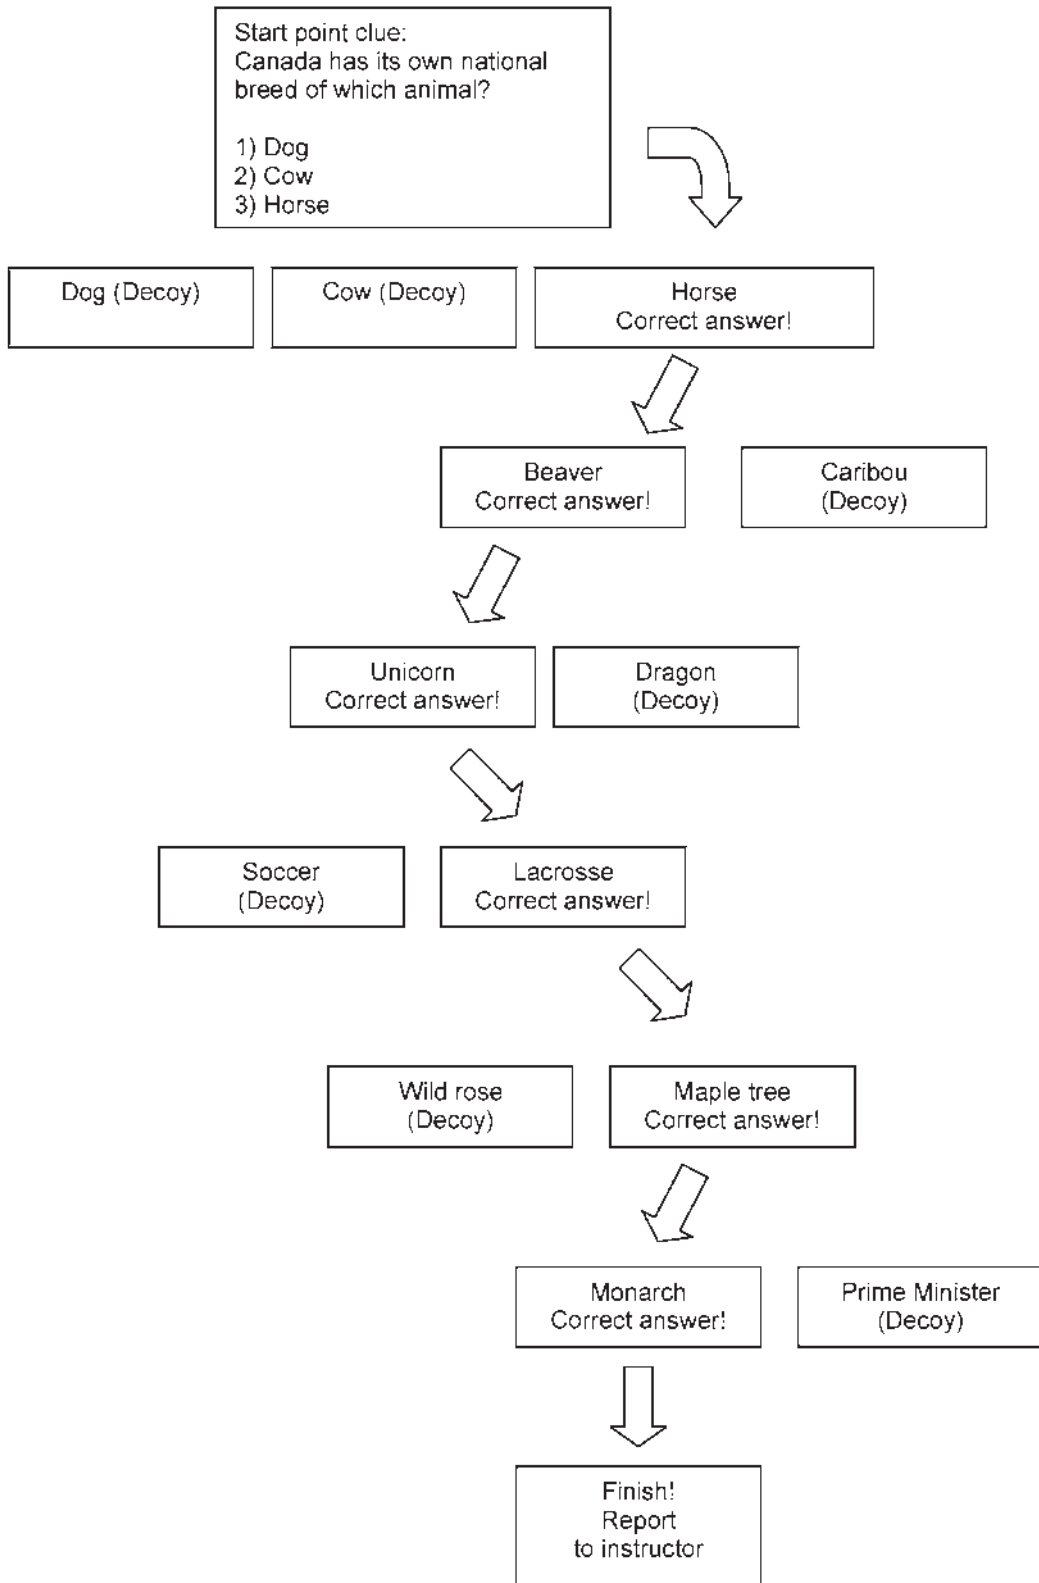 Start point clue:
Canada has its own national
breed of which animal?
1) Dog
2) Cow
3) Horse
Dog (Decoy)
Cow (Decoy)
Horse
Correct answer!
Beaver
Correct answer!
Caribou
(Decoy)
Unicorn
Correct answer!
Dragon
(Decoy)
Soccer
(Decoy)
Lacrosse
Correct answer!
Wild rose
(Decoy)
Maple tree
Correct answer!
Monarch
Correct answer!
Prime Minister
(Decoy)
Finish!
Report
to instructor